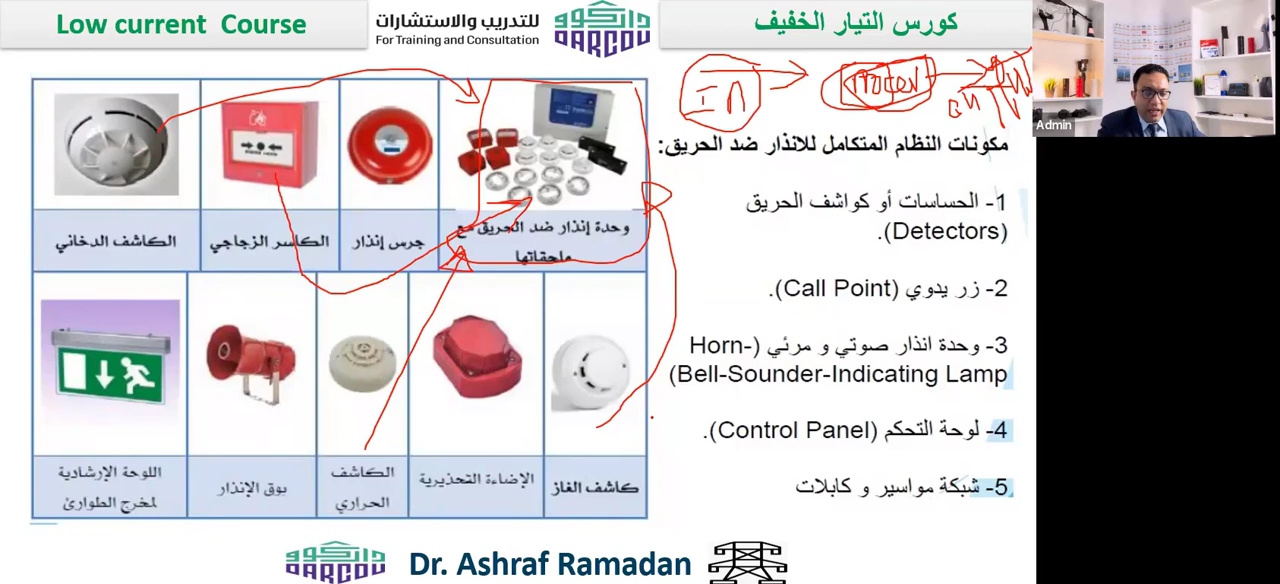 Low current Course
للتدريب والاستشارات
For Training and Consultation
داركو
DARCOU
كورس التيار الخفيف
IN
Admin
مكونات النظام المتكامل للانذار ضد الحريق:
1- الحساسات أو كواشف الحريق
(Detectors).
2- زر يدوي (Call Point).
3- وحدة انذار صوتي و مرئي (Horn-
Bell-Sounder-Indicating Lamp)
4- لوحة التحكم (Control Panel).
5- شبكة مواسير و كابلات
الكاشف الدخاني
الكاسر الزجاجي
جرس إنذار
وحدة إنذار ضد الحريق مع
ملحقاتها
اللوحة الإرشادية
لمخرج الطوارئ
بوق الإنذار
الكاشف
الحراري
الإضاءة التحذيرية
كاشف الغاز
داركو
DARCOU
Dr. Ashraf Ramadan